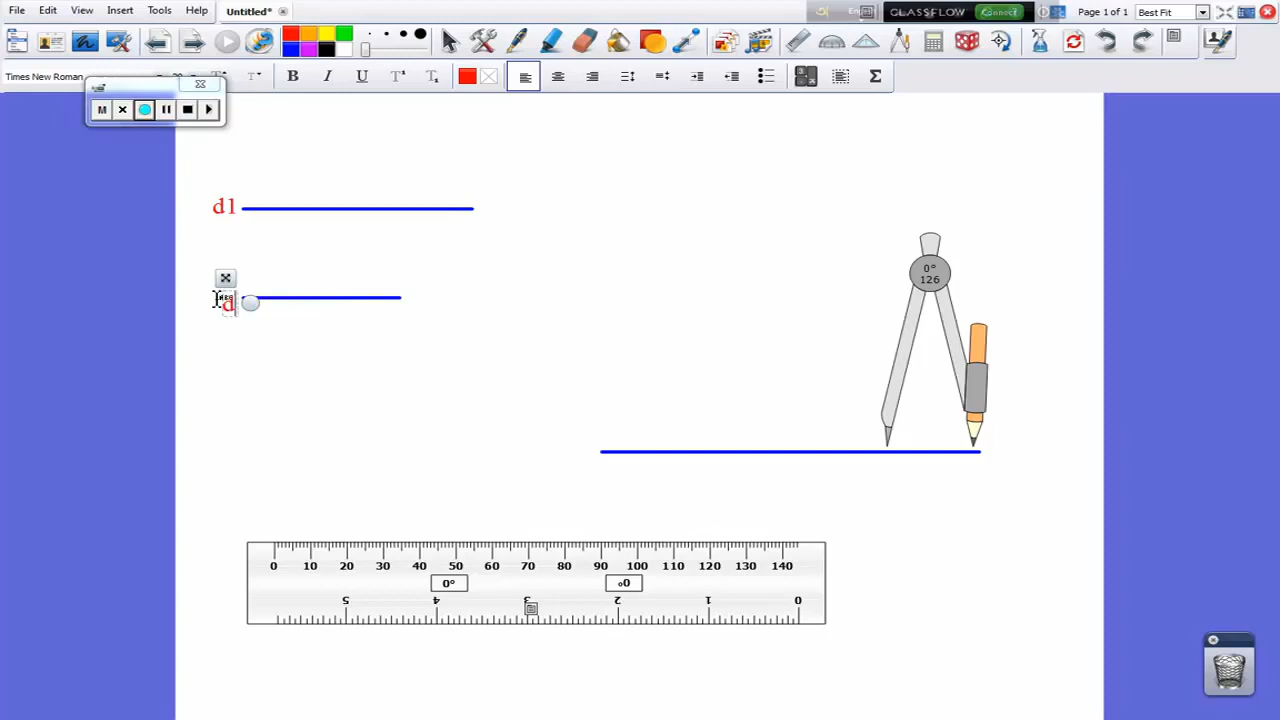 File Edit View Insert Tools Help Untitled* CLASSFLOW Connect Page 1 of 1 Best Fit
Times New Roman B I U T¹ T₁ Σ
M
d1
d
0°
126
0 10 20 30 40 50 60 70 80 90 100 110 120 130 140
0° 0°
5 4 3 2 1 0